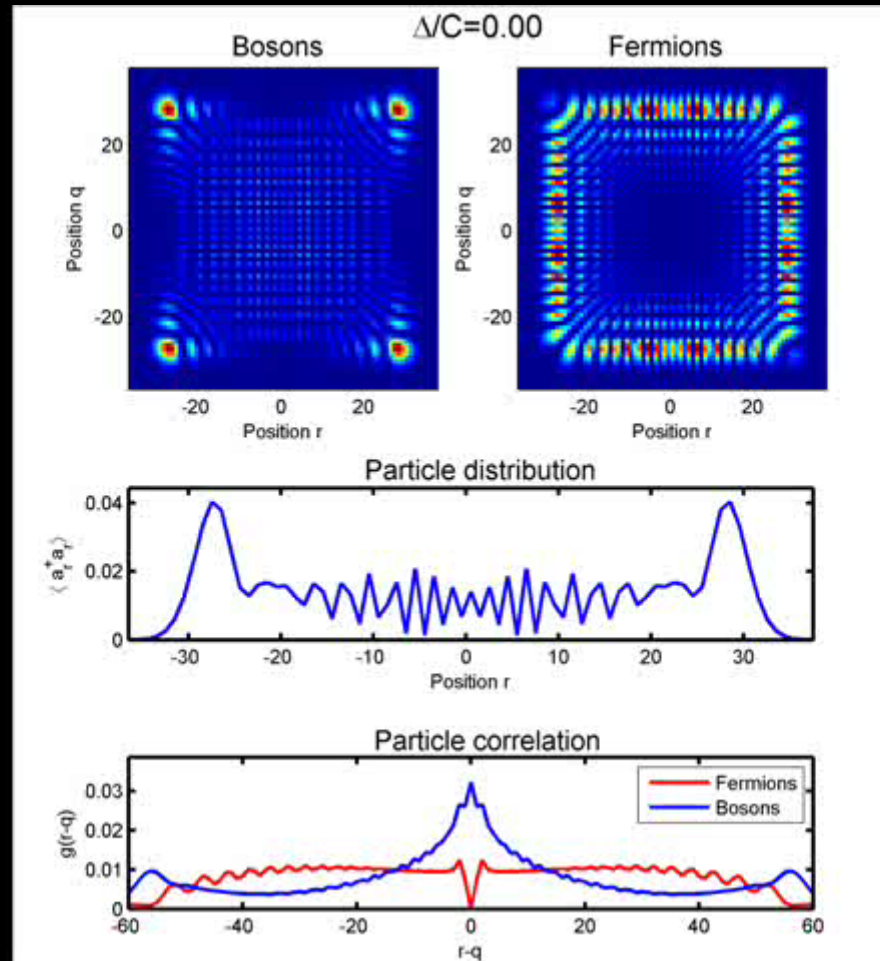 Δ/C=0.00
Bosons
Fermions
Position q
20
0
-20
-20 0 20
Position r
Position q
20
0
-20
-20 0 20
Position r
Particle distribution
⟨ a_r^+ a_r ⟩
0.04
0.02
0
-30 -20 -10 0 10 20 30
Position r
Particle correlation
g(r-q)
0.03
0.02
0.01
0
Fermions
Bosons
-60 -40 -20 0 20 40 60
r-q